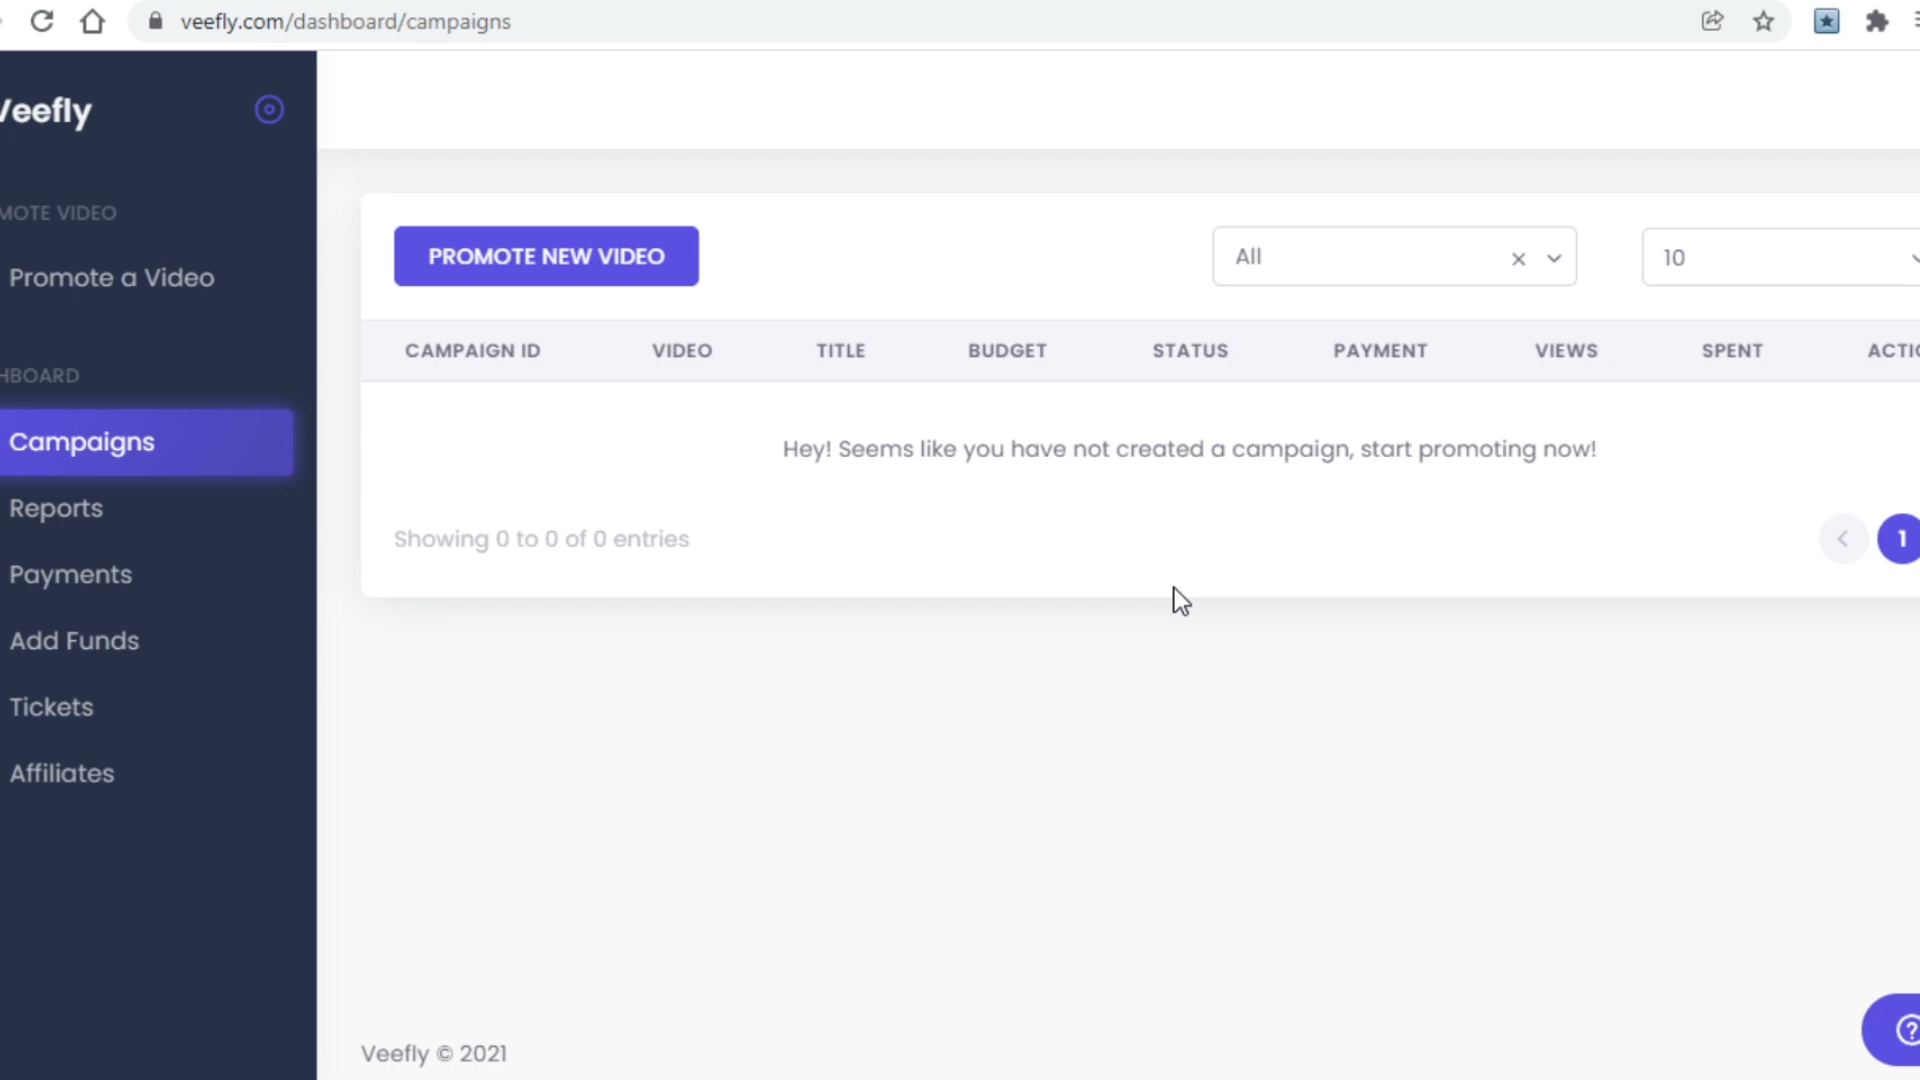 veefly.com/dashboard/campaigns
Veefly
MOTE VIDEO
Promote a Video
HBOARD
Campaigns
Reports
Payments
Add Funds
Tickets
Affiliates
PROMOTE NEW VIDEO
All
10
CAMPAIGN ID VIDEO TITLE BUDGET STATUS PAYMENT VIEWS SPENT ACTIO
Hey! Seems like you have not created a campaign, start promoting now!
Showing 0 to 0 of 0 entries
1
Veefly © 2021